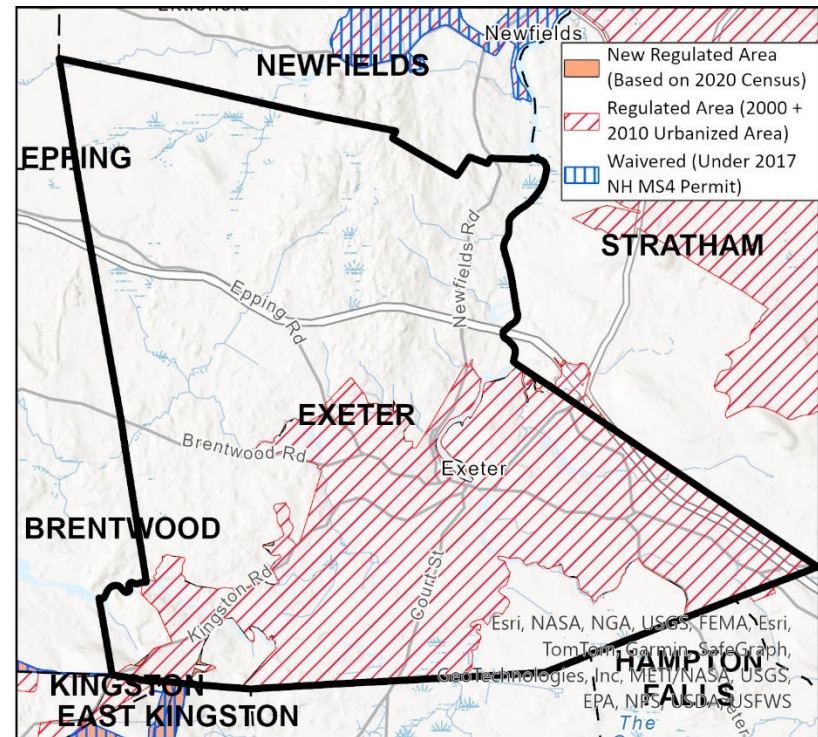 Newfields
NEWFIELDS
New Regulated Area
(Based on 2020 Census)
Regulated Area (2000 +
2010 Urbanized Area)
Waivered (Under 2017
NH MS4 Permit)
EPPING
STRATHAM
Newfields Rd
Epping Rd
EXETER
Brentwood Rd
Exeter
BRENTWOOD
Kingston Rd
Court St
Esri, NASA, NGA, USGS, FEMA, Esri,
TomTom, Garmin, SafeGraph,
GeoTechnologies, Inc, METI/NASA, USGS,
EPA, NPS, USDA, USFWS
HAMPTON
FALLS
KINGSTON
EAST KINGSTON
The